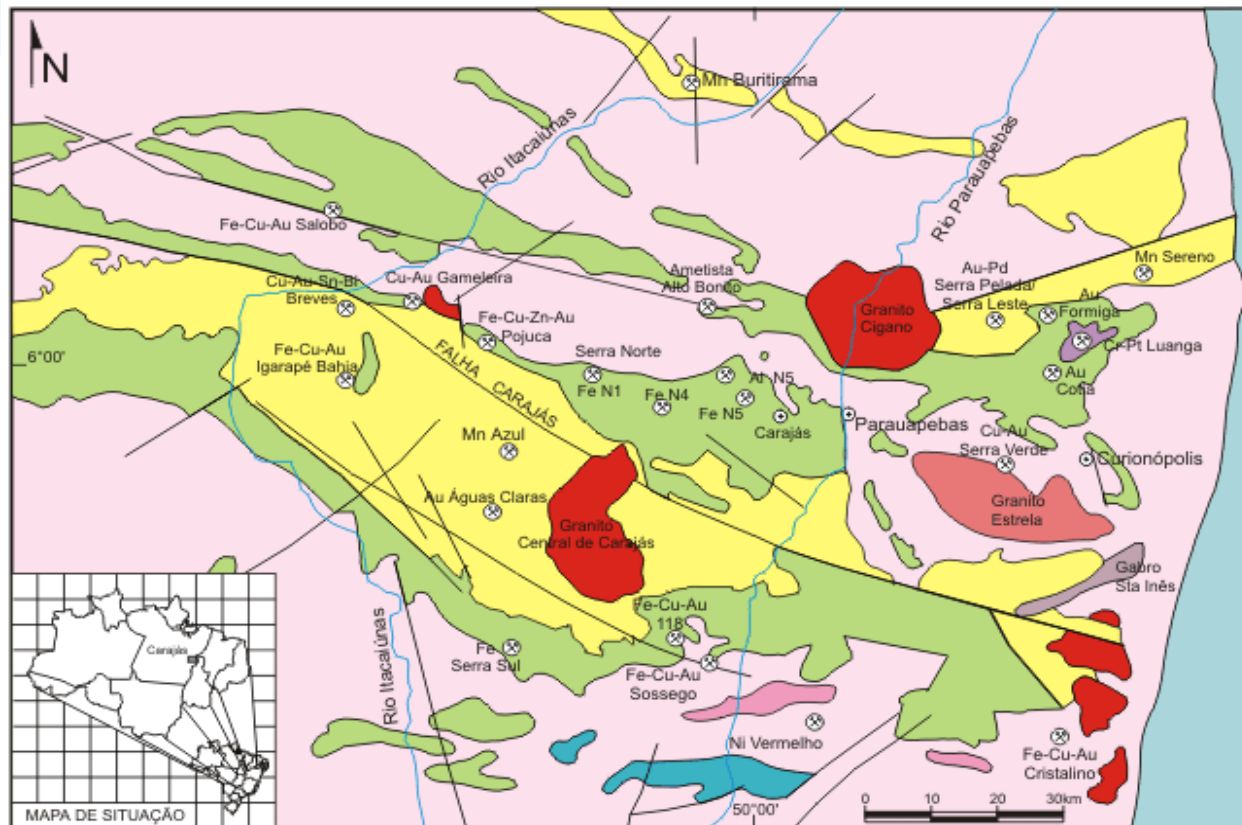 N
Mn Buritirama
Rio Itacaiúnas
Rio Parauapebas
Fe-Cu-Au Salobo
Mn Sereno
Au-Pd
Serra Pelada/
Serra Leste
Au
Formiga
Cu-Au-Sn-Bi
Breves
Cu-Au Gameleira
Ametista
Alto Bonito
Granito
Cigano
Cr-Pt Luanga
Fe-Cu-Zn-Au
Pojuca
6°00'
Fe-Cu-Au
Igarapé Bahia
FALHA CARAJÁS
Serra Norte
Fe N1
Fe N4
Fe N5
Al N5
Carajás
Parauapebas
Au
Cotia
Mn Azul
Cu-Au
Serra Verde
Curionópolis
Au Águas Claras
Granito
Central de Carajás
Granito
Estrela
Gabro
Sta Inês
Carajás
MAPA DE SITUAÇÃO
Rio Itacaiúnas
Fe
Serra Sul
Fe-Cu-Au
118
Fe-Cu-Au
Sossego
Ni Vermelho
Fe-Cu-Au
Cristalino
50°00'
0 10 20 30km